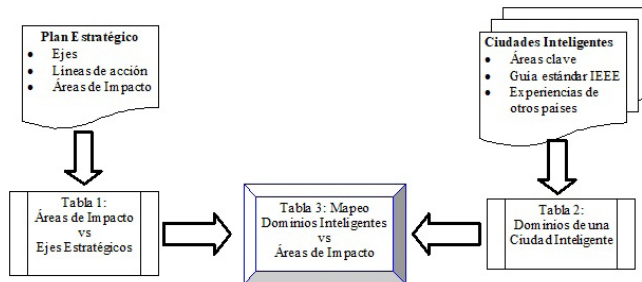 Plan Estratégico
• Ejes
• Líneas de acción
• Áreas de Impacto
Ciudades Inteligentes
• Áreas clave
• Guía estándar IEEE
• Experiencias de
otros países
Tabla 1:
Áreas de Impacto
vs
Ejes Estratégicos
Tabla 3: Mapeo
Dominios Inteligentes
vs
Áreas de Impacto
Tabla 2:
Dominios de una
Ciudad Inteligente